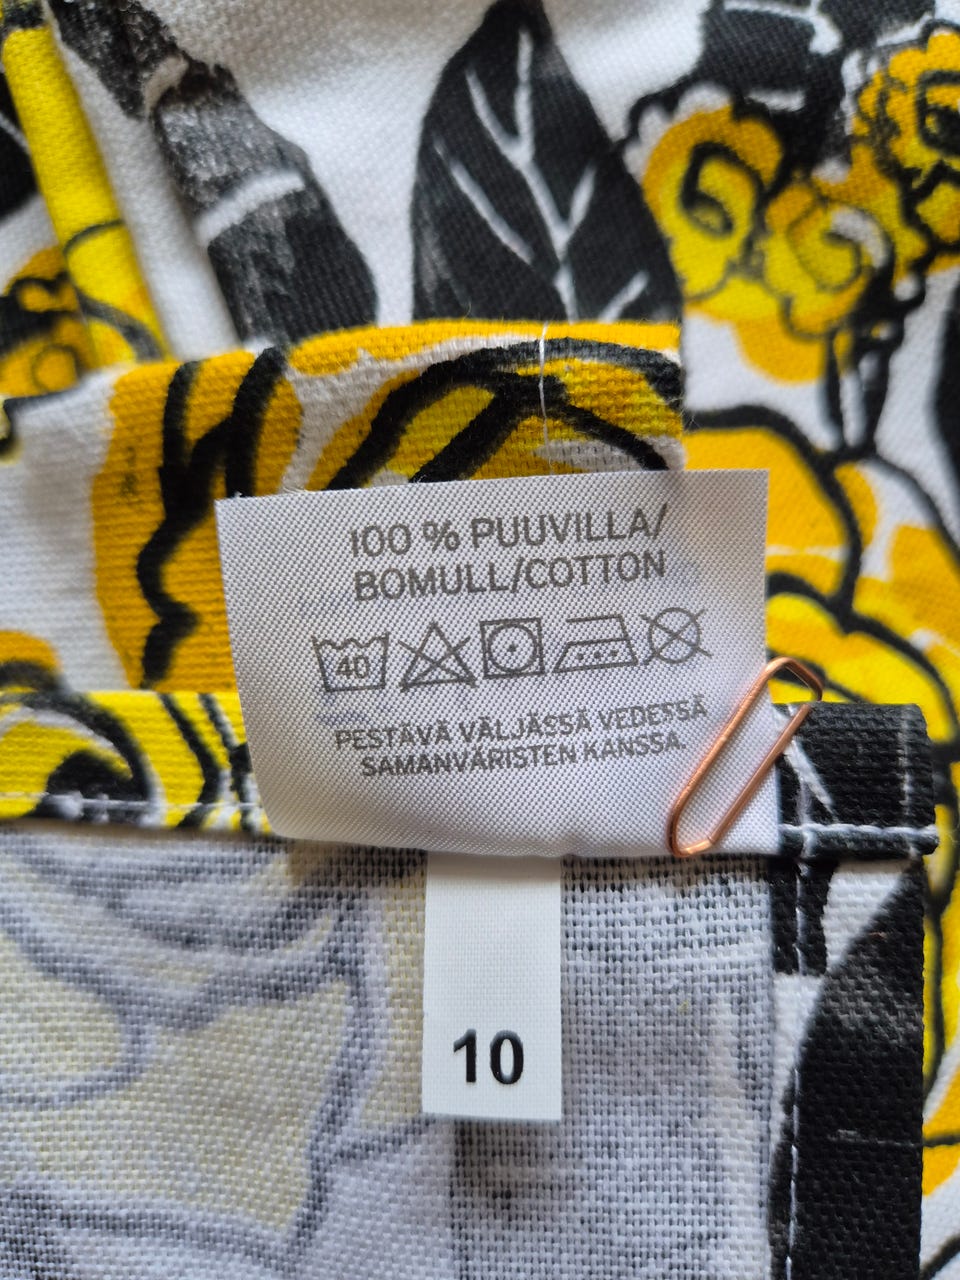 100 % PUUVILLA/
BOMULL/COTTON
40
PESTÄVÄ VÄLJÄSSÄ VEDESSÄ
SAMANVÄRISTEN KANSSA.
10